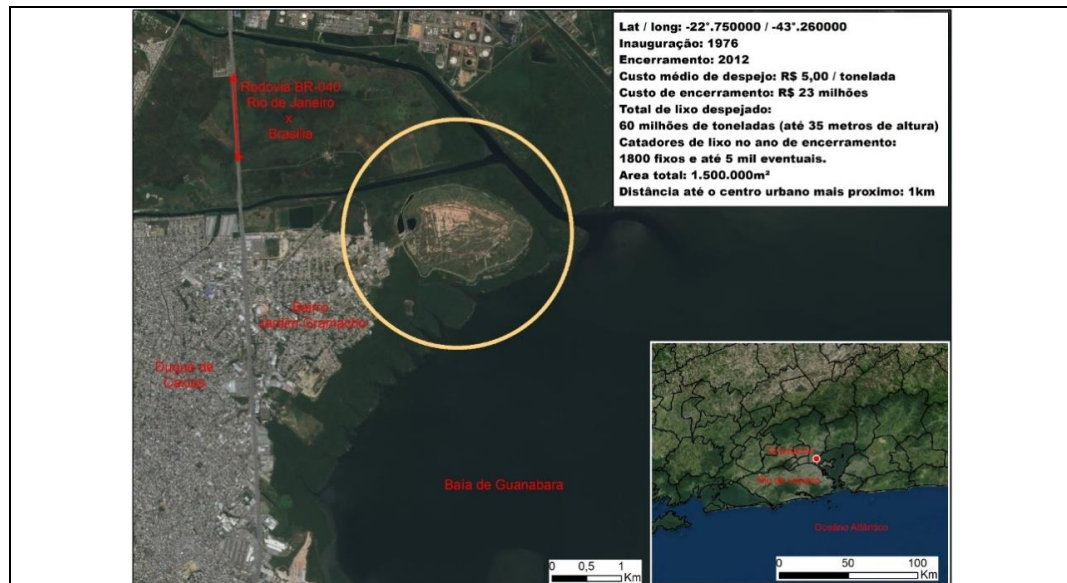 Lat / long: -22°.750000 / -43°.260000
Inauguração: 1976
Encerramento: 2012
Custo médio de despejo: R$ 5,00 / tonelada
Custo de encerramento: R$ 23 milhões
Total de lixo despejado:
60 milhões de toneladas (até 35 metros de altura)
Catadores de lixo no ano de encerramento:
1800 fixos e até 5 mil eventuais.
Area total: 1.500.000m²
Distância até o centro urbano mais proximo: 1km
Rodovia BR-040
Rio de Janeiro
x
Brasília
Bairro
Jardim Gramacho
Duque de
Caxias
Baía de Guanabara
0 0,5 1
Km
Rio de Janeiro
Oceâno Atlântico
0 50 100
Km